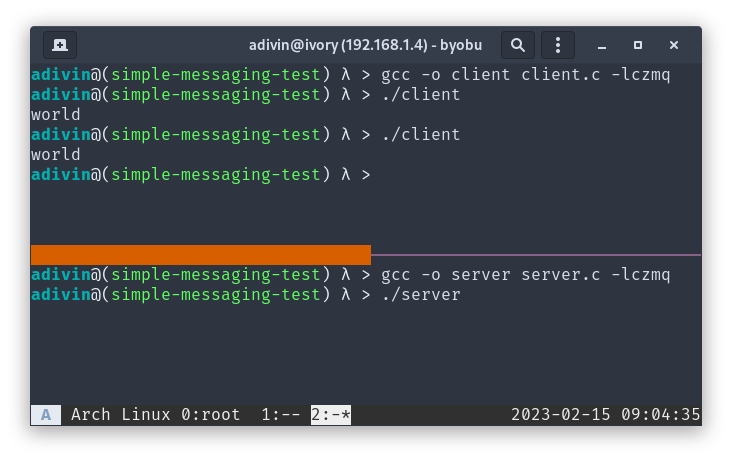 adivin@ivory (192.168.1.4) - byobu
adivin@(simple-messaging-test) λ > gcc -o client client.c -lczmq
adivin@(simple-messaging-test) λ > ./client
world
adivin@(simple-messaging-test) λ > ./client
world
adivin@(simple-messaging-test) λ >
adivin@(simple-messaging-test) λ > gcc -o server server.c -lczmq
adivin@(simple-messaging-test) λ > ./server
A Arch Linux 0:root 1:-- 2:-* 2023-02-15 09:04:35